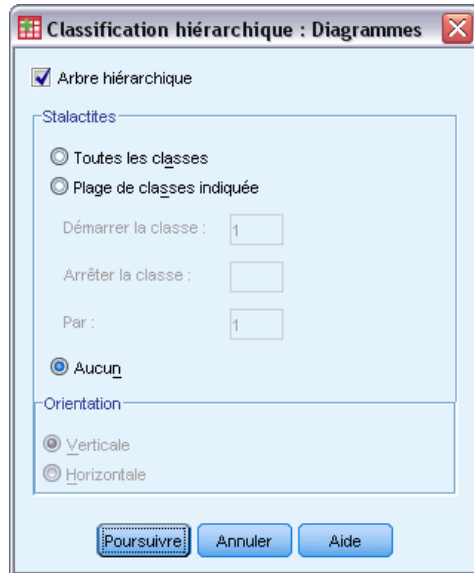 Classification hiérarchique : Diagrammes
Arbre hiérarchique
Stalactites
Toutes les classes
Plage de classes indiquée
Démarrer la classe : 1
Arrêter la classe :
Par : 1
Aucun
Orientation
Verticale
Horizontale
Poursuivre Annuler Aide